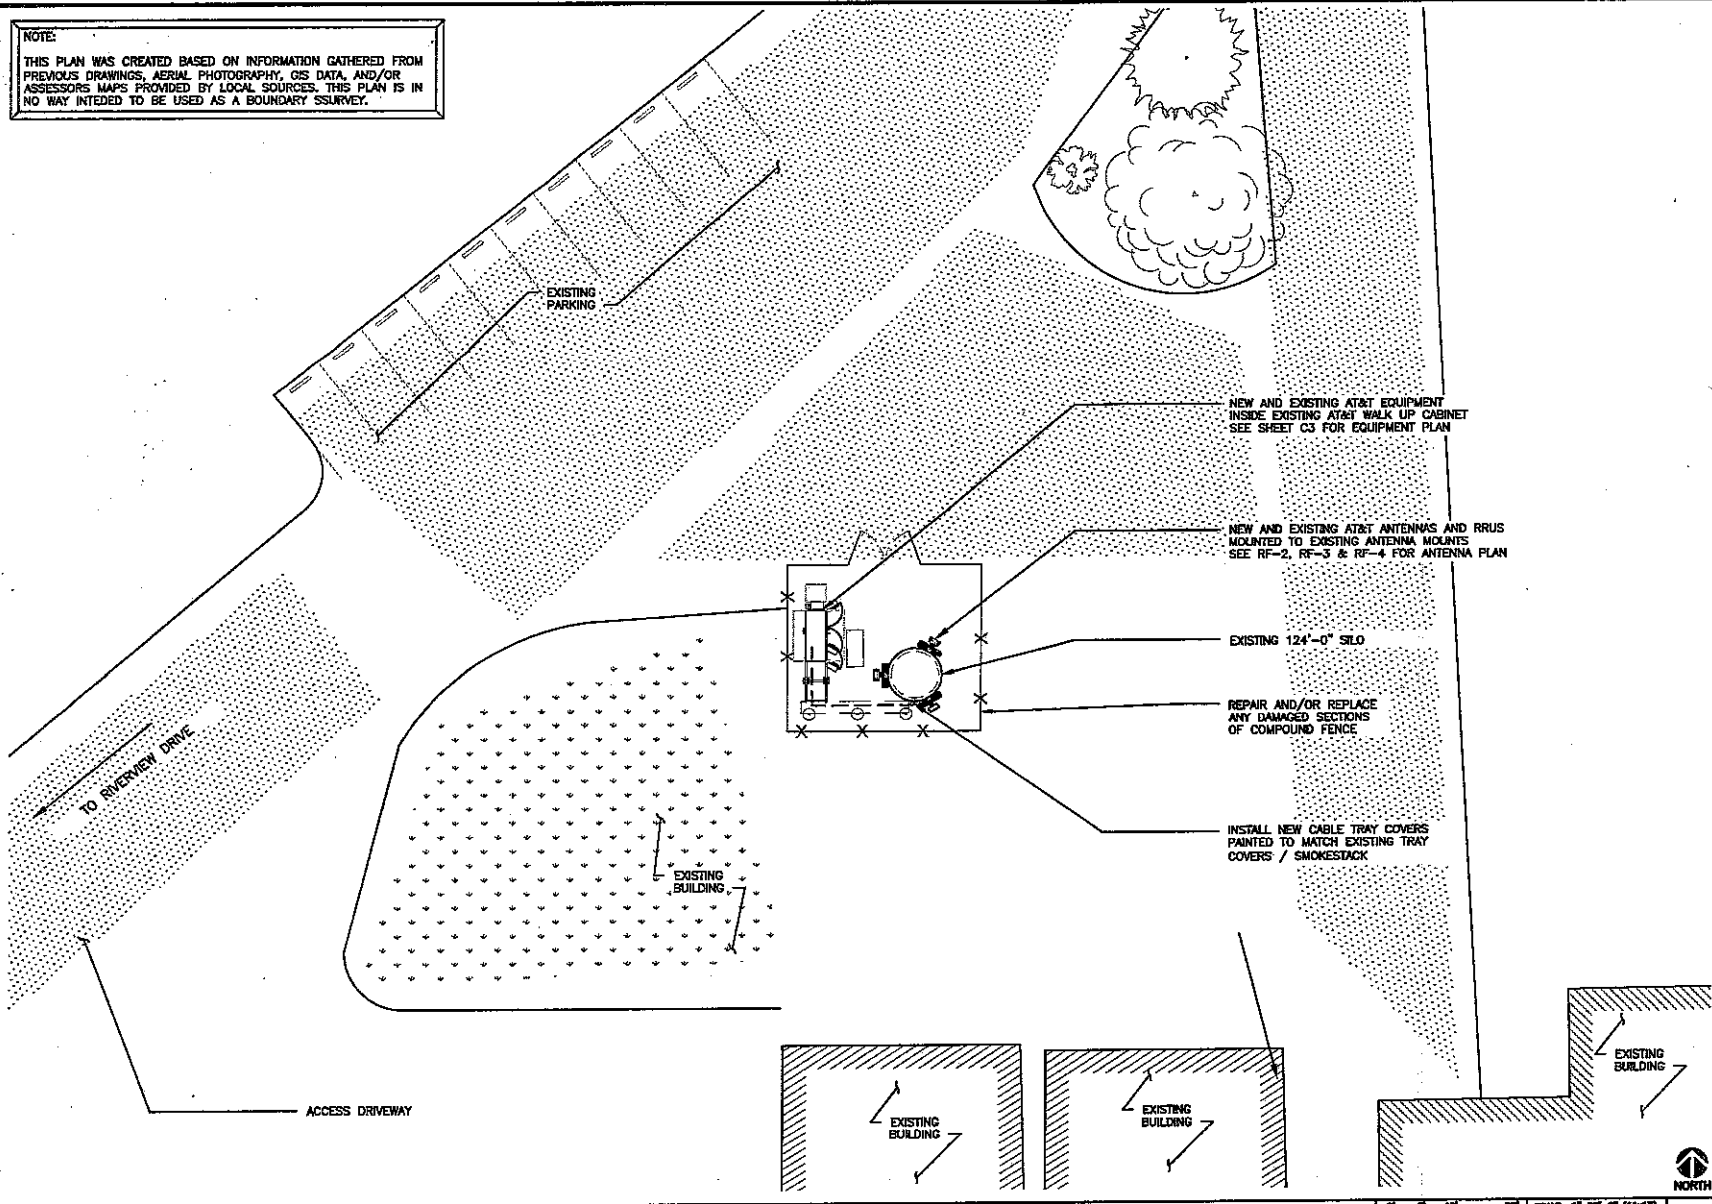 NOTE:
THIS PLAN WAS CREATED BASED ON INFORMATION GATHERED FROM
PREVIOUS DRAWINGS, AERIAL PHOTOGRAPHY, GIS DATA, AND/OR
ASSESSORS MAPS PROVIDED BY LOCAL SOURCES. THIS PLAN IS IN
NO WAY INTEDED TO BE USED AS A BOUNDARY SSURVEY.
EXISTING
PARKING
NEW AND EXISTING AT&T EQUIPMENT
INSIDE EXISTING AT&T WALK UP CABINET
SEE SHEET C3 FOR EQUIPMENT PLAN
NEW AND EXISTING AT&T ANTENNAS AND RRUS
MOUNTED TO EXISTING ANTENNA MOUNTS
SEE RF-2, RF-3 & RF-4 FOR ANTENNA PLAN
EXISTING 124'-0" SILO
REPAIR AND/OR REPLACE
ANY DAMAGED SECTIONS
OF COMPOUND FENCE
TO RIVERVIEW DRIVE
INSTALL NEW CABLE TRAY COVERS
PAINTED TO MATCH EXISTING TRAY
COVERS / SMOKESTACK
EXISTING
BUILDING
ACCESS DRIVEWAY
EXISTING
BUILDING
EXISTING
BUILDING
EXISTING
BUILDING
NORTH